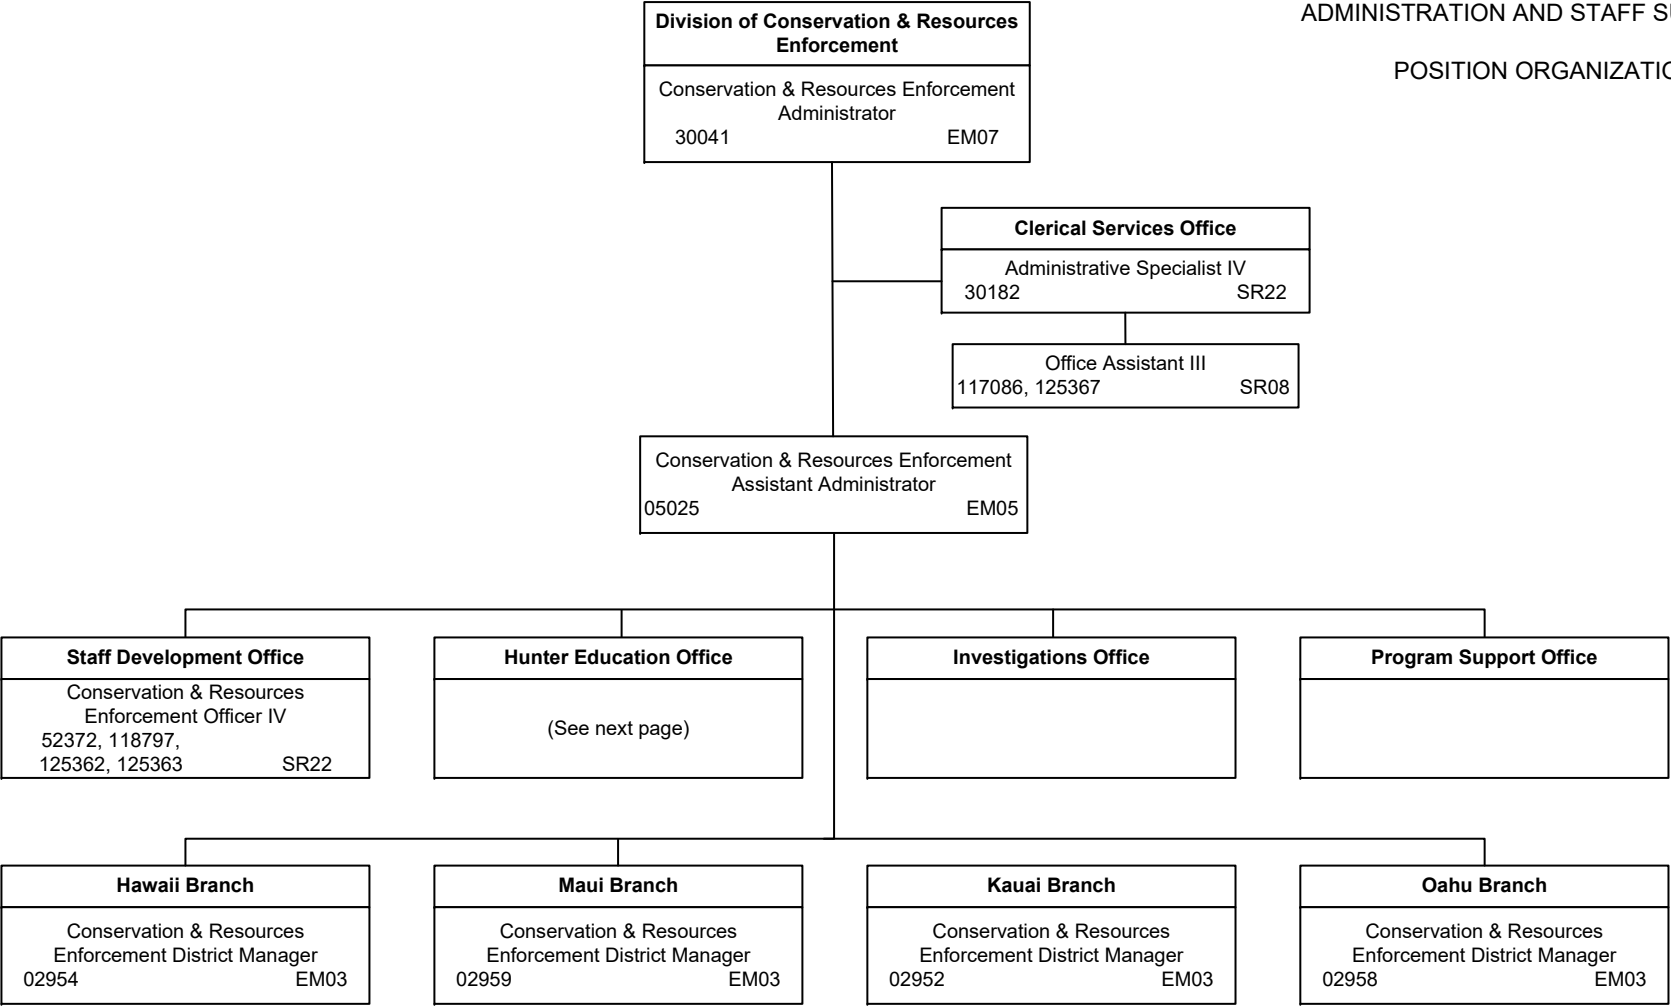 ADMINISTRATION AND STAFF
POSITION
Division of Conservation & Resources
Enforcement
Conservation & Resources Enforcement
Administrator
30041 EM07
Clerical Services Office
Administrative Specialist IV
30182 SR22
Office Assistant III
117086, 125367 SR08
Conservation & Resources Enforcement
Assistant Administrator
05025 EM05
Staff Development Office
Conservation & Resources
Enforcement Officer IV
52372, 118797,
125362, 125363 SR22
Hunter Education Office
(See next page)
Investigations Office
Program Support Office
Hawaii Branch
Conservation & Resources
Enforcement District Manager
02954 EM03
Maui Branch
Conservation & Resources
Enforcement District Manager
02959 EM03
Kauai Branch
Conservation & Resources
Enforcement District Manager
02952 EM03
Oahu Branch
Conservation & Resources
Enforcement District Manager
02958 EM03